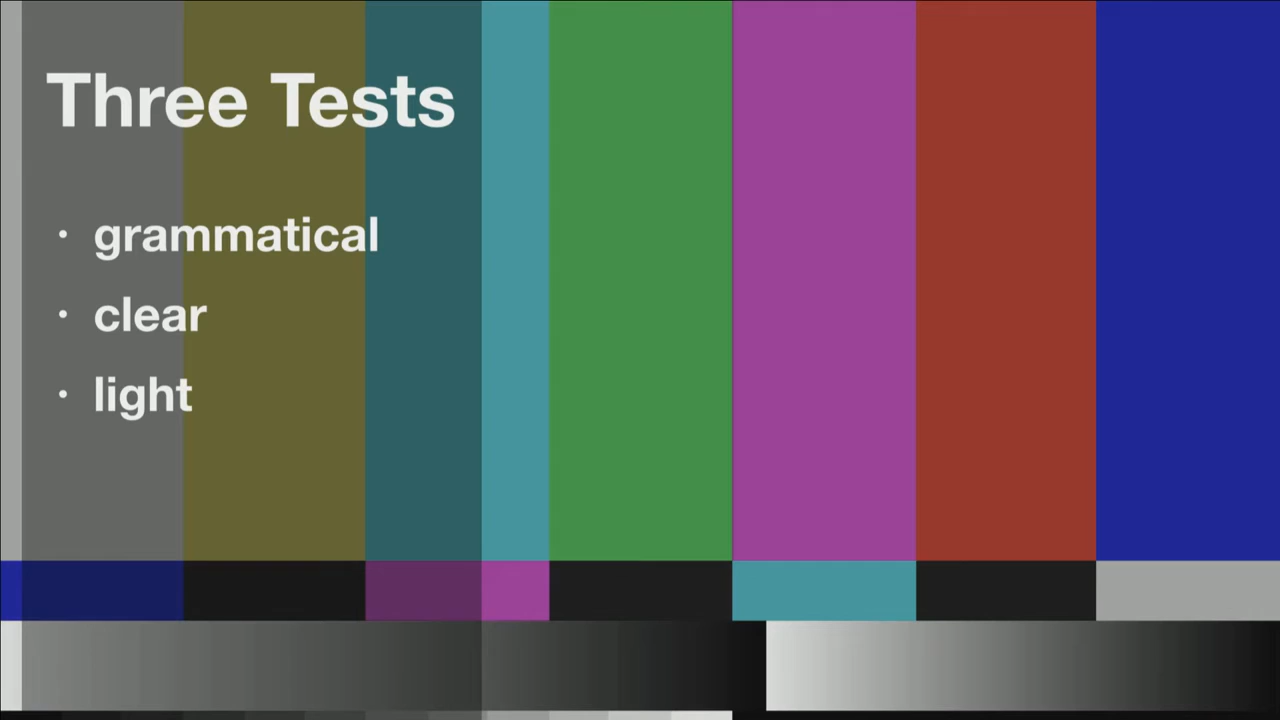 Three Tests
• grammatical
• clear
• light